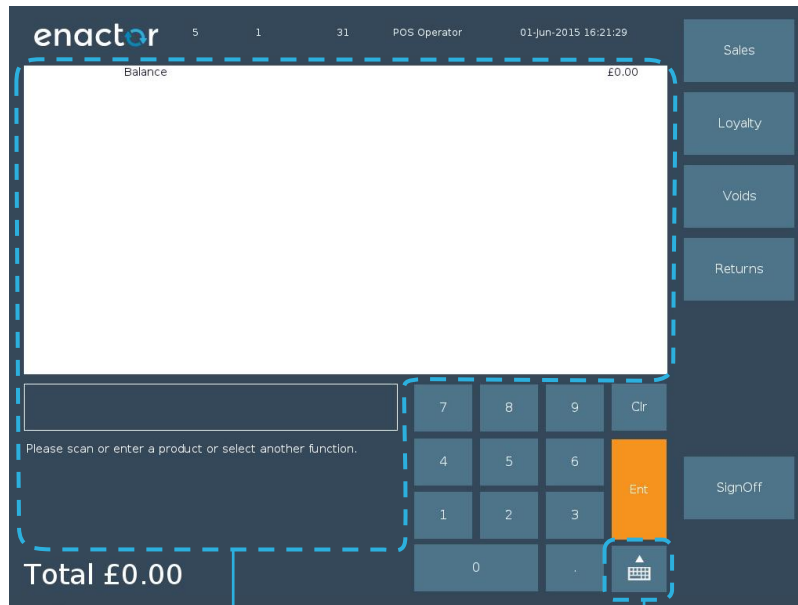 enactor 5 1 31 POS Operator 01-Jun-2015 16:21:29
Sales
Balance £0.00
Loyalty
Voids
Returns
7 8 9 Clr
Please scan or enter a product or select another function.
4 5 6
Ent
SignOff
1 2 3
Total £0.00
0 .